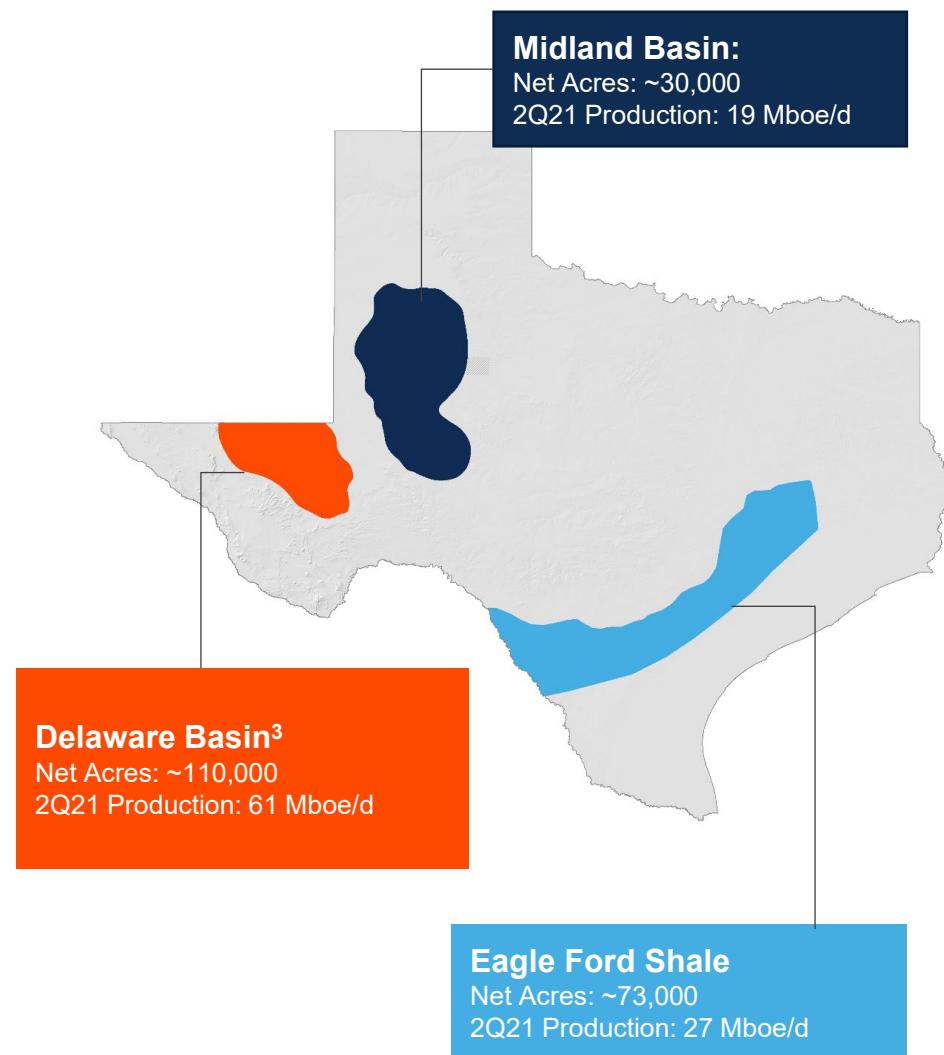 Midland Basin:
Net Acres: ~30,000
2Q21 Production: 19 Mboe/d
Delaware Basin³
Net Acres: ~110,000
2Q21 Production: 61 Mboe/d
Eagle Ford Shale
Net Acres: ~73,000
2Q21 Production: 27 Mboe/d